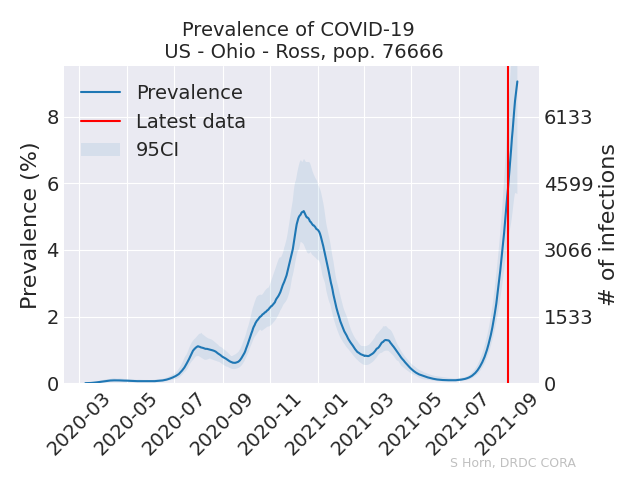 Prevalence of COVID-19
US - Ohio - Ross, pop. 76666
Prevalence
Latest data
95CI
Prevalence (%)
8
6
4
2
0
6133
4599
3066
1533
0
# of infections
2020-03
2020-05
2020-07
2020-09
2020-11
2021-01
2021-03
2021-05
2021-07
2021-09
S Horn, DRDC CORA